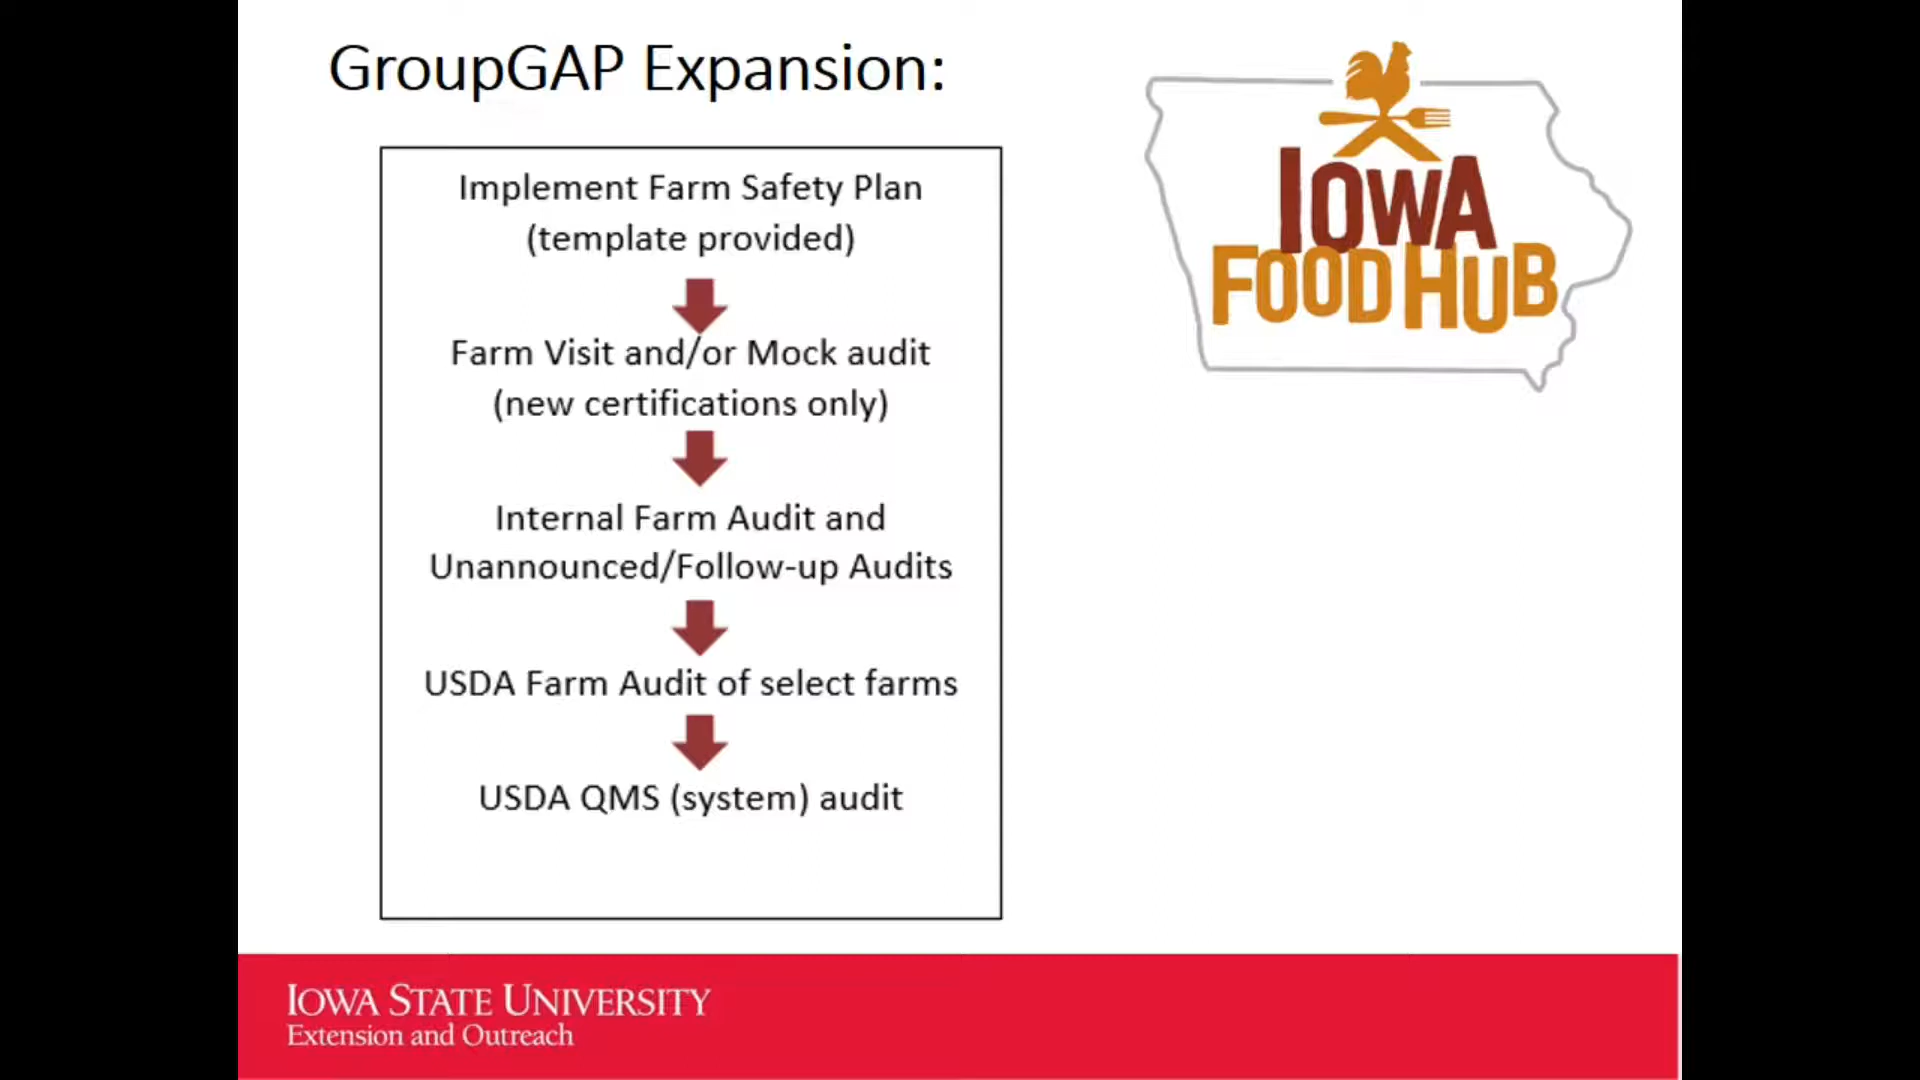 GroupGAP Expansion:
Implement Farm Safety Plan
(template provided)
Farm Visit and/or Mock audit
(new certifications only)
Internal Farm Audit and
Unannounced/Follow-up Audits
USDA Farm Audit of select farms
USDA QMS (system) audit
IOWA
FOOD HUB
IOWA STATE UNIVERSITY
Extension and Outreach